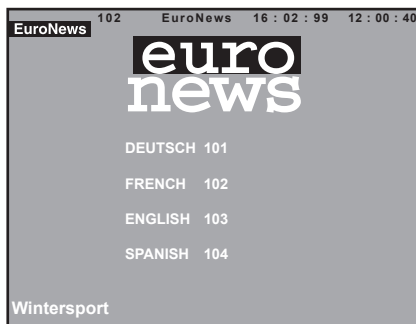 102 EuroNews 16 : 02 : 99 12 : 00 : 40
EuroNews
euro
news
DEUTSCH 101
FRENCH 102
ENGLISH 103
SPANISH 104
Wintersport